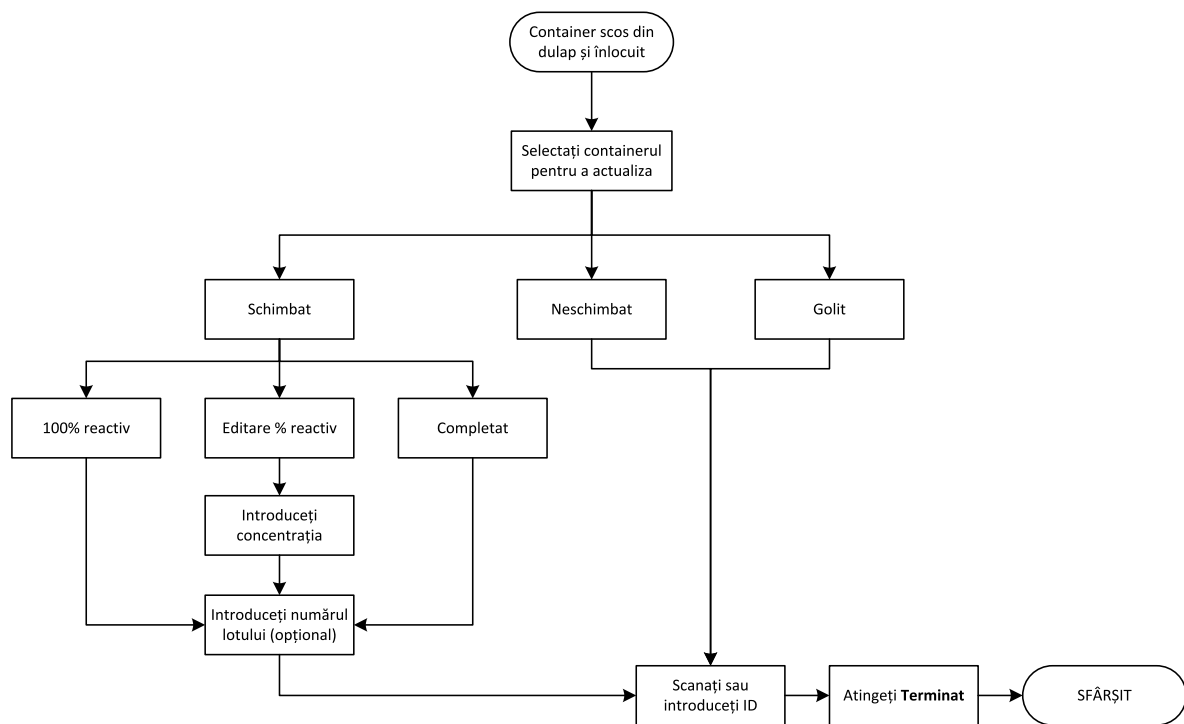 Container scos din
dulap și înlocuit
Selectați containerul
pentru a actualiza
Schimbat
Neschimbat
Golit
100% reactiv
Editare % reactiv
Completat
Introduceți
concentrația
Introduceți numărul
lotului (opțional)
Scanați sau
introduceți ID
Atingeți Terminat
SFÂRȘIT